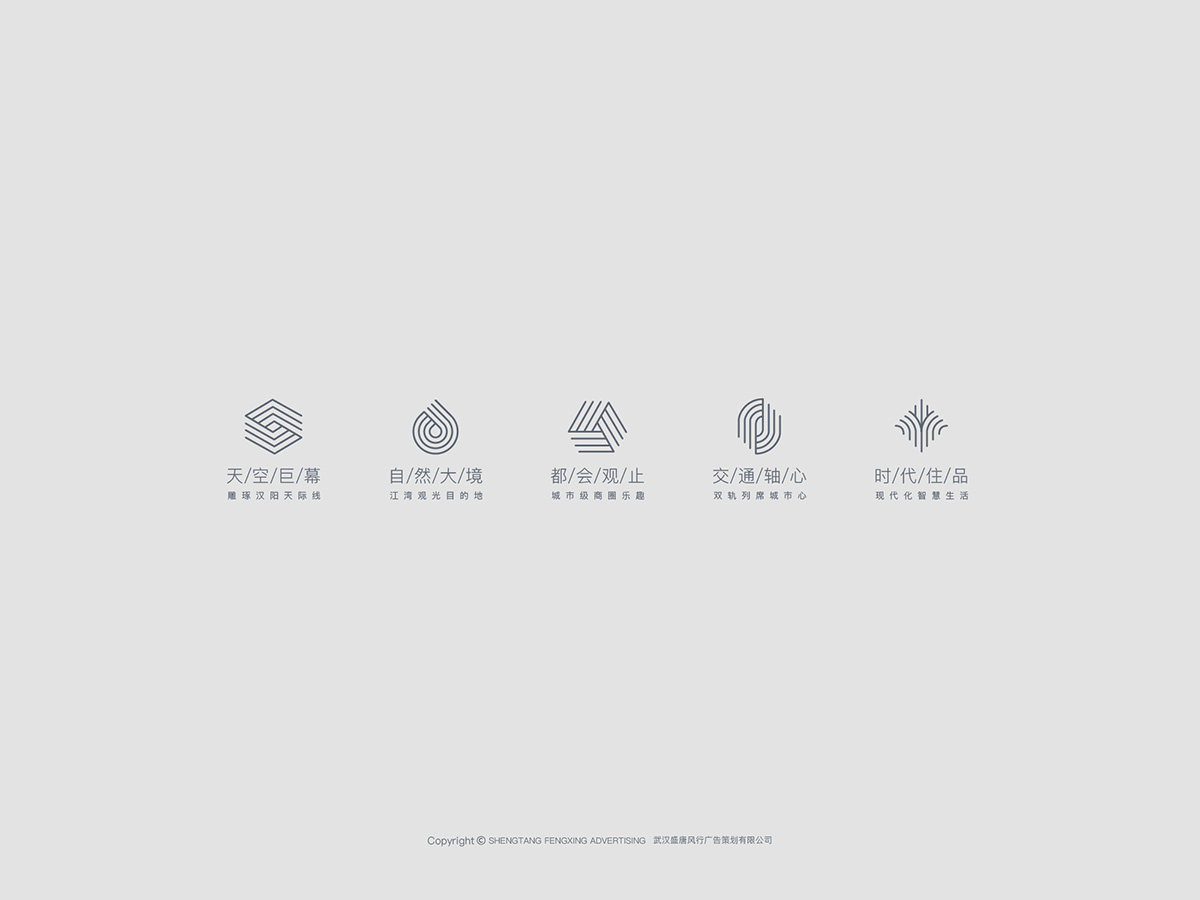 天/空/巨/幕
雕琢汉阳天际线
自/然/大/境
江湾观光目的地
都/会/观/止
城市级商圈乐趣
交/通/轴/心
双轨列席城市心
时/代/住/品
现代化智慧生活
Copyright © SHENGTANG FENGXING ADVERTISING 武汉盛唐风行广告策划有限公司